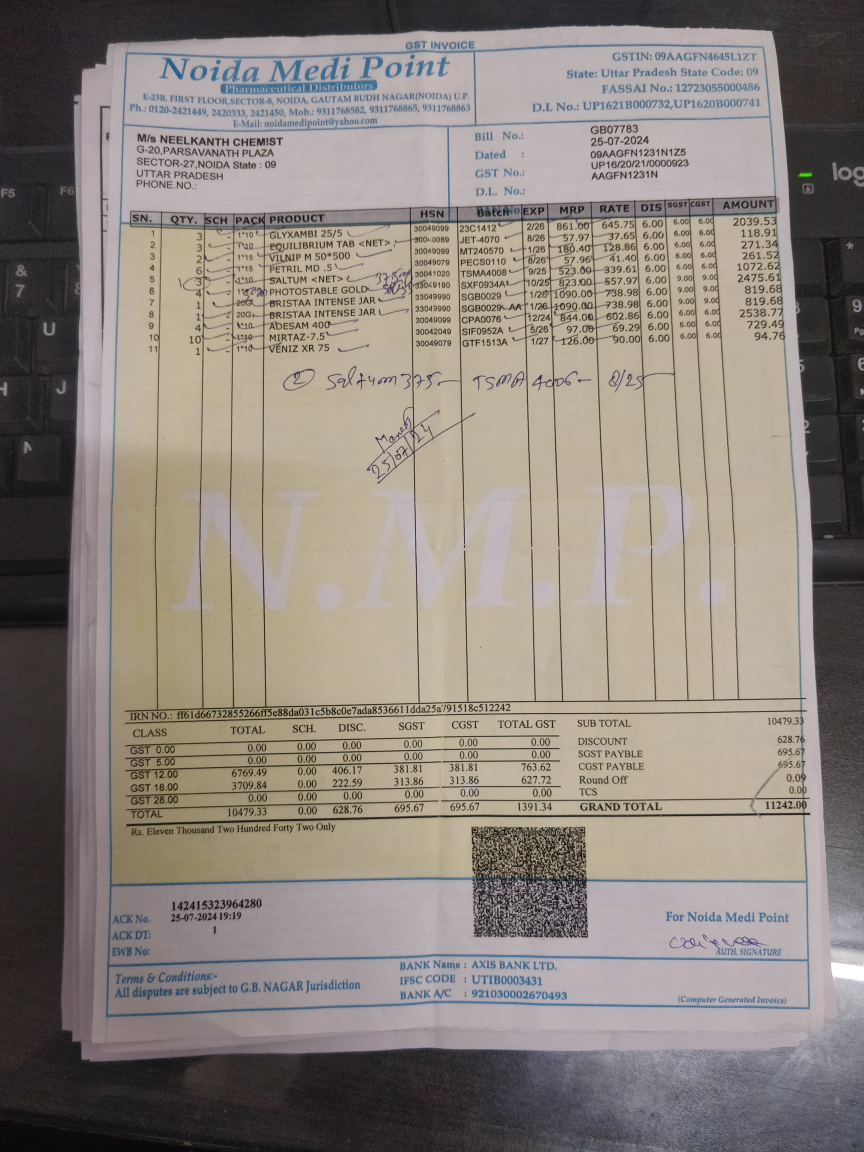 GST INVOICE
Noida Medi Point
Pharmaceutical Distributors
E-23B, FIRST FLOOR,SECTOR-8, NOIDA, GAUTAM BUDH NAGAR(NOIDA) U.P.
Ph.: 0120-2421449, 2420333, 2421450, Mob.: 9311768582, 9311768865, 9311768863
E-Mail: noidamedipoint@yahoo.com
GSTIN: 09AAGFN4645L1ZT
State: Uttar Pradesh State Code: 09
FASSAI No.: 12723055000486
D.L No.: UP1621B000732,UP1620B000741
M/s NEELKANTH CHEMIST
G-20,PARSAVANATH PLAZA
SECTOR-27,NOIDA State : 09
UTTAR PRADESH
PHONE.NO.:
Bill No.: GB07783
Dated : 25-07-2024
GST No.: 09AAGFN1231N1Z5
D.L. No.: UP16/20/21/0000923
AAGFN1231N
SN. QTY. SCH PACK PRODUCT HSN Batch EXP MRP RATE DIS SGST CGST AMOUNT
1 3 - 1*10 GLYXAMBI 25/5 30049099 23C1412 2/26 861.00 645.75 6.00 6.00 6.00 2039.53
2 3 - 1*10 EQUILIBRIUM TAB <NET> JET-4070 8/26 57.97 37.65 6.00 6.00 6.00 118.91
3 2 - 1*15 VILNIP M 50*500 30049099 MT240570 1/26 180.40 128.86 6.00 6.00 6.00 271.34
4 6 - PETRIL MD .5 30049079 PECS0110 8/26 57.96 41.40 6.00 6.00 6.00 261.52
5 3 - 1*10 SALTUM <NET> 30041020 TSMA4008 9/25 523.00 339.61 6.00 6.00 6.00 1072.62
6 4 - PHOTOSTABLE GOLD 33049190 SXF0934A 10/25 823.00 557.97 6.00 9.00 9.00 2475.61
7 1 - 20G BRISTAA INTENSE JAR 33049990 SGB0029 1/26 1090.00 738.98 6.00 9.00 9.00 819.68
8 1 - 20G BRISTAA INTENSE JAR 33049990 SGB0029-AA 1/26 1090.00 738.98 6.00 9.00 9.00 819.68
9 4 - 1*10 ADESAM 400 30049099 CPA0076 12/24 844.00 602.86 6.00 6.00 6.00 2538.77
10 10 - 1*10 MIRTAZ-7.5 30042049 SIF0952A 5/26 97.00 69.29 6.00 6.00 6.00 729.49
11 1 - 1*10 VENIZ XR 75 30049079 GTF1513A 1/27 126.00 90.00 6.00 6.00 6.00 94.76
② Saltum 375- TSMA 4006- 8/25
25/07/24
N.M.P.
IRN NO.: ff61d66732855266ff5e88da031c5b8c0e7ada8536611dda25a791518c512242
CLASS TOTAL SCH. DISC. SGST CGST TOTAL GST
GST 0.00 0.00 0.00 0.00 0.00 0.00 0.00
GST 5.00 0.00 0.00 0.00 0.00 0.00 0.00
GST 12.00 6769.49 0.00 406.17 381.81 381.81 763.62
GST 18.00 3709.84 0.00 222.59 313.86 313.86 627.72
GST 28.00 0.00 0.00 0.00 0.00 0.00 0.00
TOTAL 10479.33 0.00 628.76 695.67 695.67 1391.34
SUB TOTAL 10479.33
DISCOUNT 628.76
SGST PAYBLE 695.67
CGST PAYBLE 695.67
Round Off 0.09
TCS 0.00
GRAND TOTAL 11242.00
Rs. Eleven Thousand Two Hundred Forty Two Only
ACK No. 142415323964280
ACK DT: 25-07-2024 19:19
EWB No: 1
For Noida Medi Point
AUTH. SIGNATURE
Terms & Conditions:-
All disputes are subject to G.B. NAGAR Jurisdiction
BANK Name : AXIS BANK LTD.
IFSC CODE : UTIB0003431
BANK A/C : 921030002670493
(Computer Generated Invoice)
F5
F6
&
7
U
log